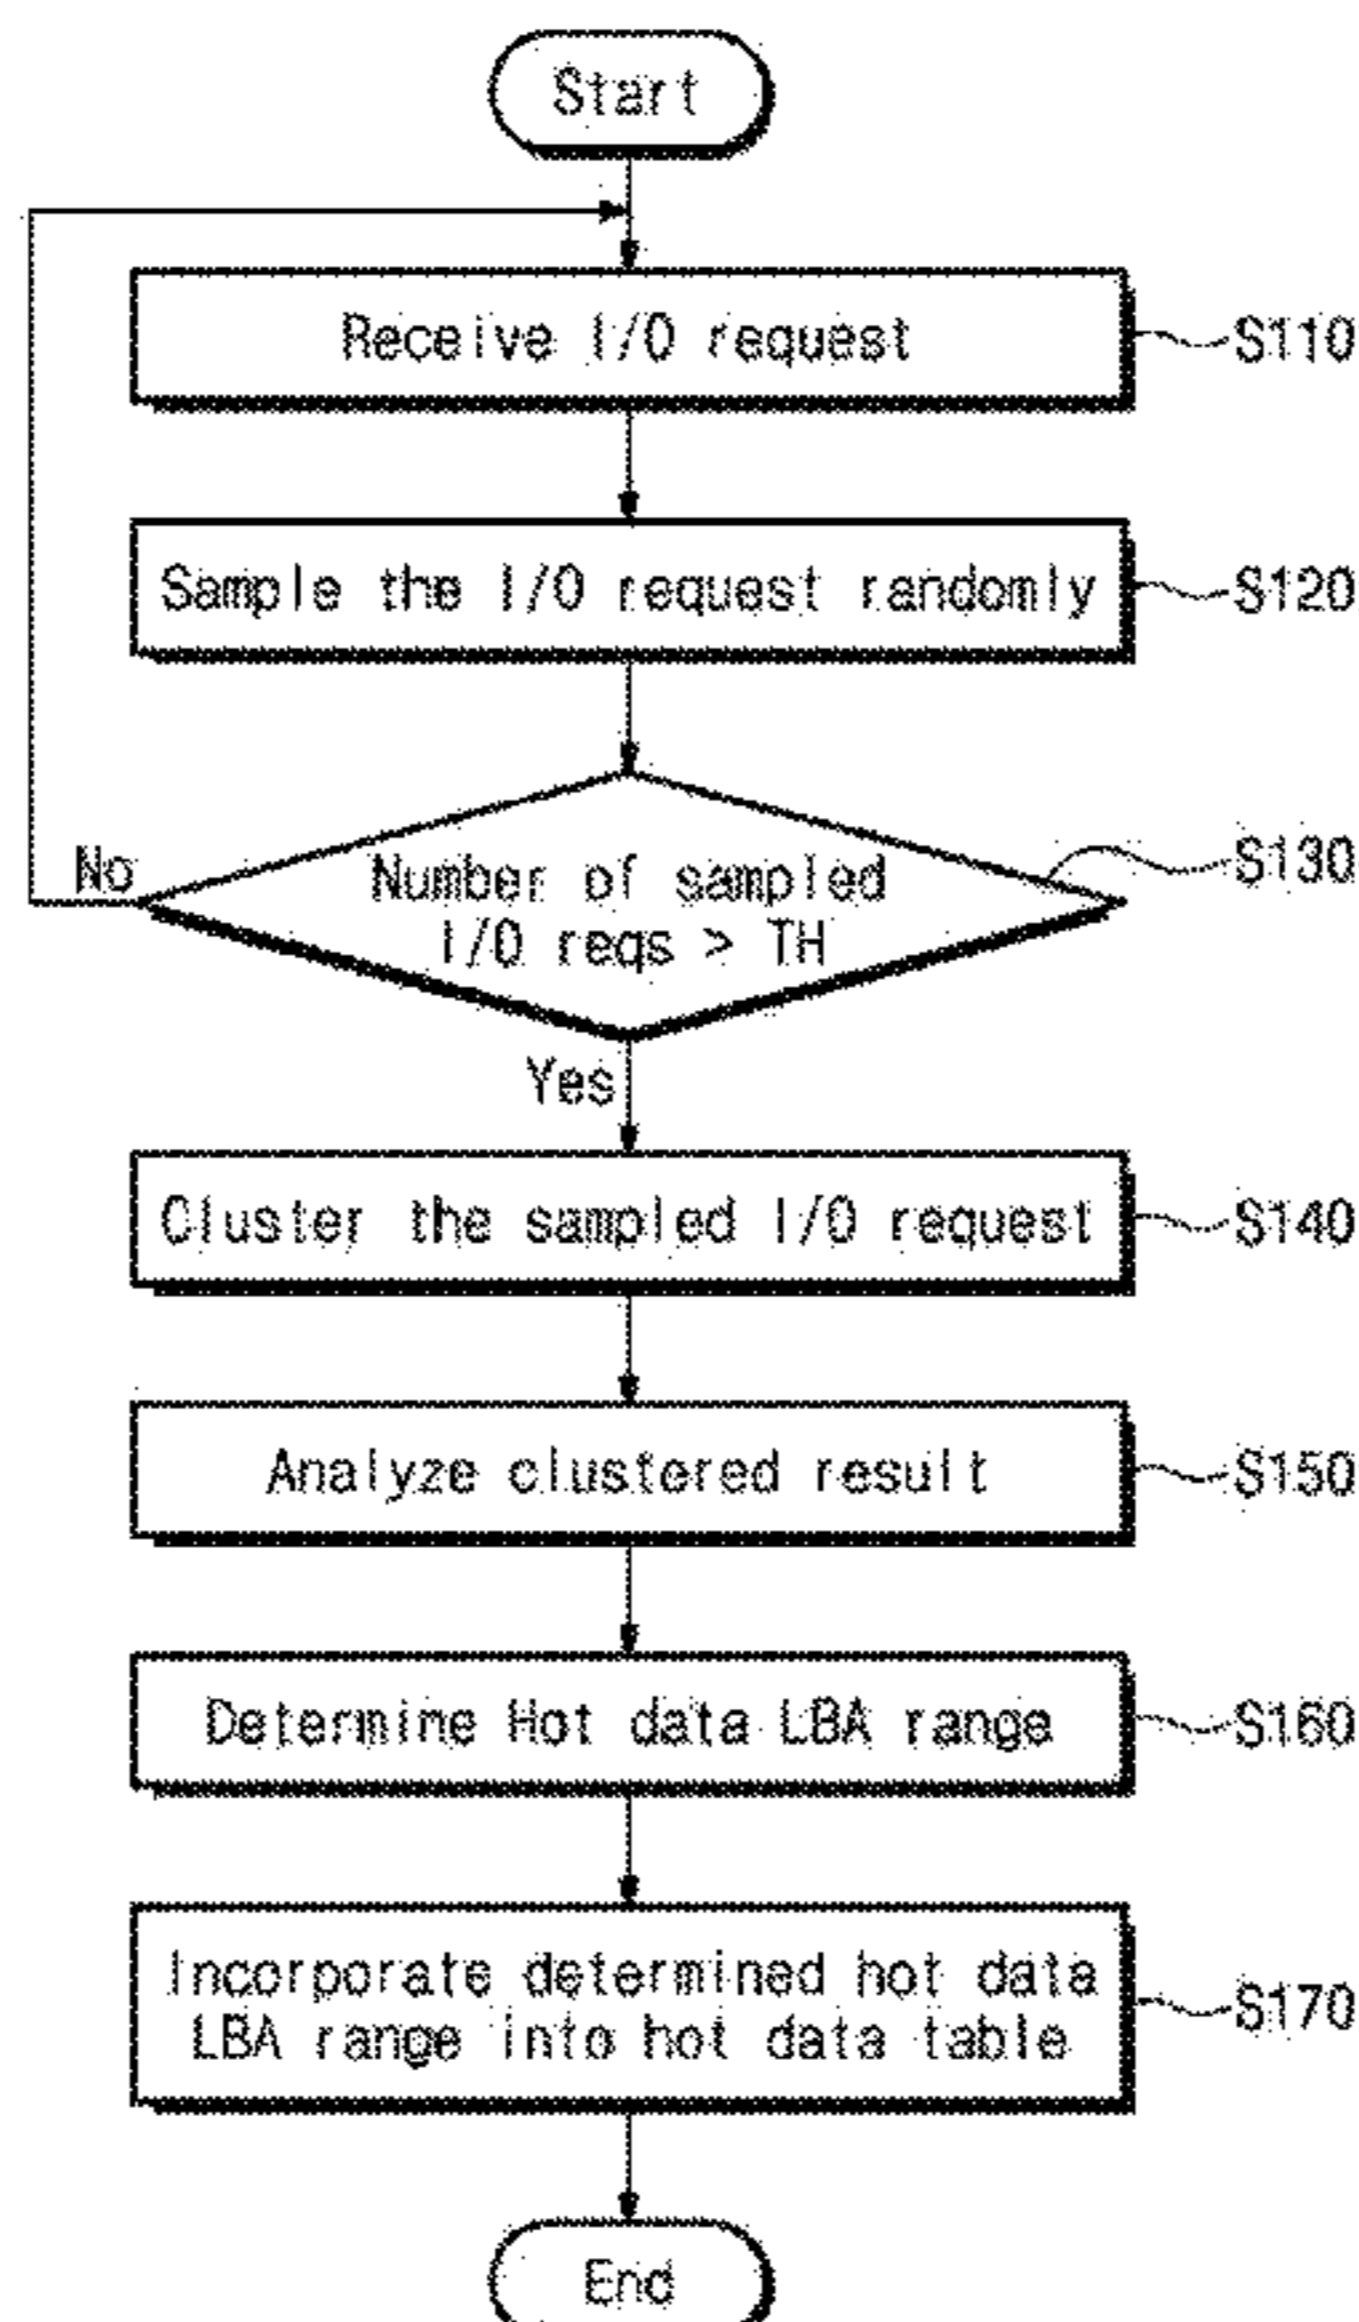 Start
Receive I/O request
S110
Sample the I/O request randomly
S120
No
Number of sampled
I/O reqs > TH
S130
Yes
Cluster the sampled I/O request
S140
Analyze clustered result
S150
Determine Hot data LBA range
S160
Incorporate determined hot data
LBA range into hot data table
S170
End